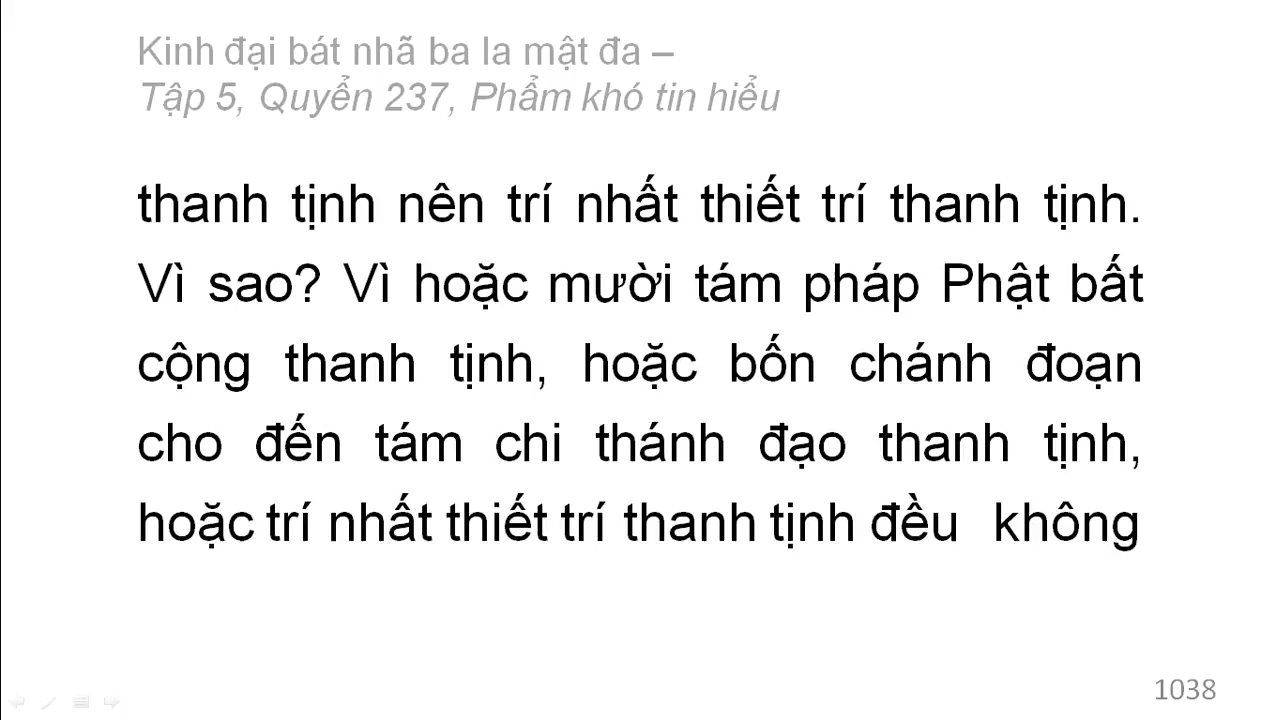 Kinh đại bát nhã ba la mật đa –
Tập 5, Quyển 237, Phẩm khó tin hiểu
thanh tịnh nên trí nhất thiết trí thanh tịnh.
Vì sao? Vì hoặc mười tám pháp Phật bất
cộng thanh tịnh, hoặc bốn chánh đoạn
cho đến tám chi thánh đạo thanh tịnh,
hoặc trí nhất thiết trí thanh tịnh đều không
1038